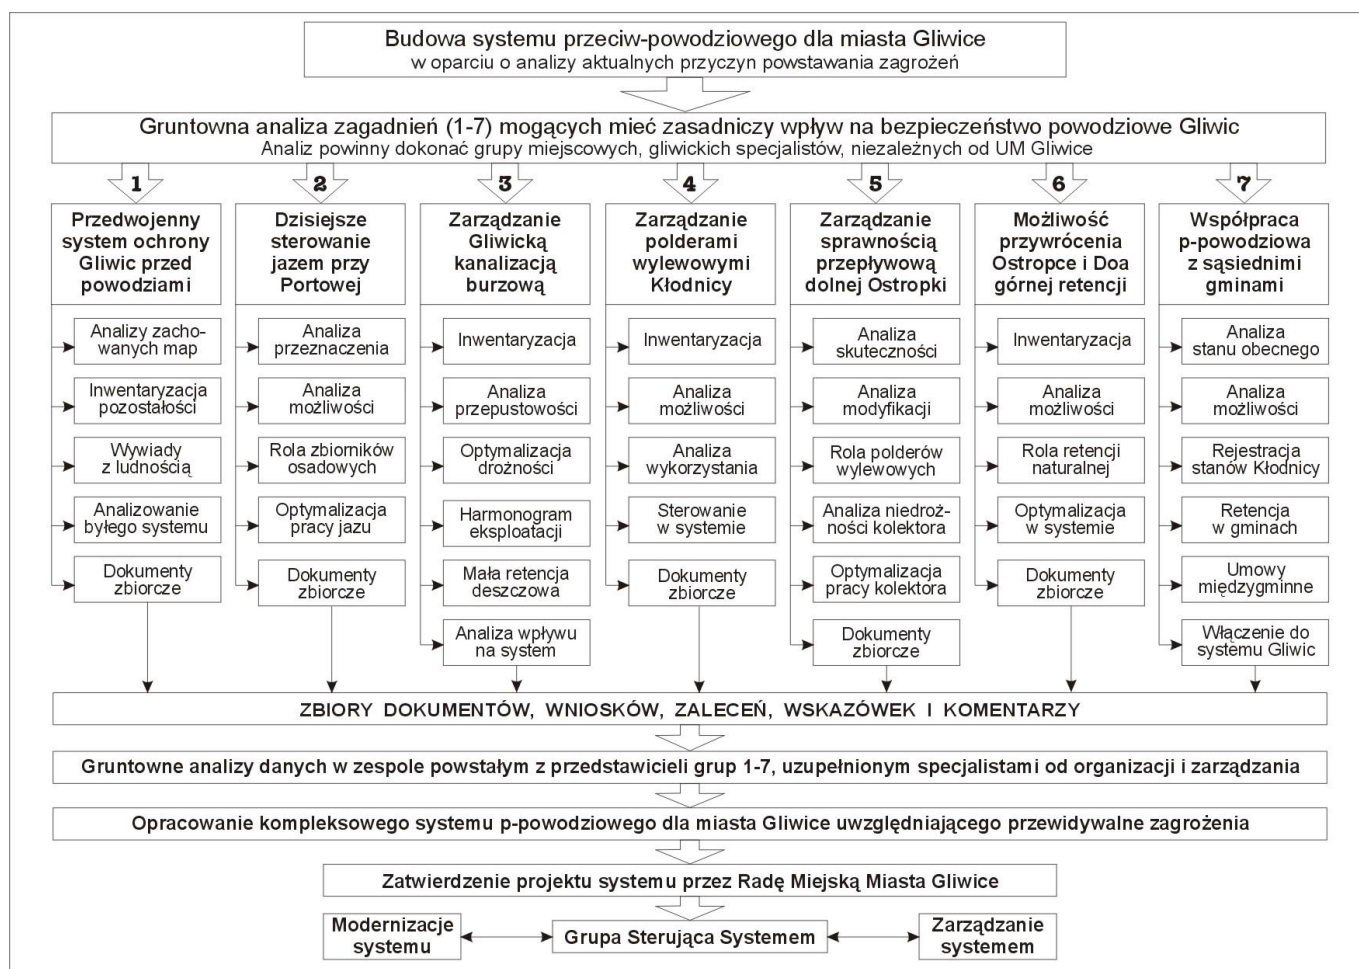 Budowa systemu przeciw-powodziowego dla miasta Gliwice
w oparciu o analizy aktualnych przyczyn powstawania zagrożeń
Gruntowna analiza zagadnień (1-7) mogących mieć zasadniczy wpływ na bezpieczeństwo powodziowe Gliwic
Analiz powinny dokonać grupy miejscowych, gliwickich specjalistów, niezależnych od UM Gliwice
1
Przedwojenny
system ochrony
Gliwic przed
powodziami
Analizy zacho-
wanych map
Inwentaryzacja
pozostałości
Wywiady
z ludnością
Analizowanie
byłego systemu
Dokumenty
zbiorcze
2
Dzisiejsze
sterowanie
jazem przy
Portowej
Analiza
przeznaczenia
Analiza
możliwości
Rola zbiorników
osadowych
Optymalizacja
pracy jazu
Dokumenty
zbiorcze
3
Zarządzanie
Gliwicką
kanalizacją
burzową
Inwentaryzacja
Analiza
przepustowości
Optymalizacja
drożności
Harmonogram
eksploatacji
Mała retencja
deszczowa
Analiza wpływu
na system
4
Zarządzanie
polderami
wylewowymi
Kłodnicy
Inwentaryzacja
Analiza
możliwości
Analiza
wykorzystania
Sterowanie
w systemie
Dokumenty
zbiorcze
5
Zarządzanie
sprawnością
przepływową
dolnej Ostropki
Analiza
skuteczności
Analiza
modyfikacji
Rola polderów
wylewowych
Analiza niedroż-
ności kolektora
Optymalizacja
pracy kolektora
Dokumenty
zbiorcze
6
Możliwość
przywrócenia
Ostropce i Doa
górnej retencji
Inwentaryzacja
Analiza
możliwości
Rola retencji
naturalnej
Optymalizacja
w systemie
Dokumenty
zbiorcze
7
Współpraca
p-powodziowa
z sąsiednimi
gminami
Analiza
stanu obecnego
Analiza
możliwości
Rejestracja
stanów Kłodnicy
Retencja
w gminach
Umowy
międzygminne
Włączenie do
systemu Gliwic
ZBIORY DOKUMENTÓW, WNIOSKÓW, ZALECEŃ, WSKAZÓWEK I KOMENTARZY
Gruntowne analizy danych w zespole powstałym z przedstawicieli grup 1-7, uzupełnionym specjalistami od organizacji i zarządzania
Opracowanie kompleksowego systemu p-powodziowego dla miasta Gliwice uwzględniającego przewidywalne zagrożenia
Zatwierdzenie projektu systemu przez Radę Miejską Miasta Gliwice
Modernizacje
systemu
Grupa Sterująca Systemem
Zarządzanie
systemem